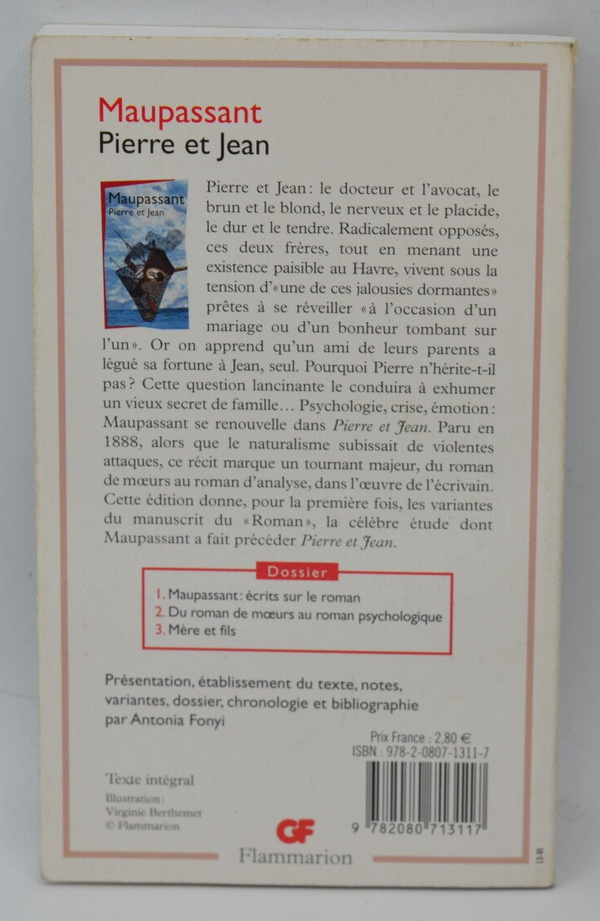 Maupassant
Pierre et Jean
Maupassant
Pierre et Jean
Pierre et Jean : le docteur et l'avocat, le
brun et le blond, le nerveux et le placide,
le dur et le tendre. Radicalement opposés,
ces deux frères, tout en menant une
existence paisible au Havre, vivent sous la
tension d'«une de ces jalousies dormantes»
prêtes à se réveiller «à l'occasion d'un
mariage ou d'un bonheur tombant sur
l'un». Or on apprend qu'un ami de leurs parents a
légué sa fortune à Jean, seul. Pourquoi Pierre n'hérite-t-il
pas ? Cette question lancinante le conduira à exhumer
un vieux secret de famille... Psychologie, crise, émotion :
Maupassant se renouvelle dans Pierre et Jean. Paru en
1888, alors que le naturalisme subissait de violentes
attaques, ce récit marque un tournant majeur, du roman
de mœurs au roman d'analyse, dans l'œuvre de l'écrivain.
Cette édition donne, pour la première fois, les variantes
du manuscrit du «Roman», la célèbre étude dont
Maupassant a fait précéder Pierre et Jean.
Dossier
1. Maupassant : écrits sur le roman
2. Du roman de mœurs au roman psychologique
3. Mère et fils
Présentation, établissement du texte, notes,
variantes, dossier, chronologie et bibliographie
par Antonia Fonyi
Prix France : 2,80 €
ISBN : 978-2-0807-1311-7
Texte intégral
Illustration :
Virginie Berthemet
© Flammarion
9 782080 713117
GF
Flammarion